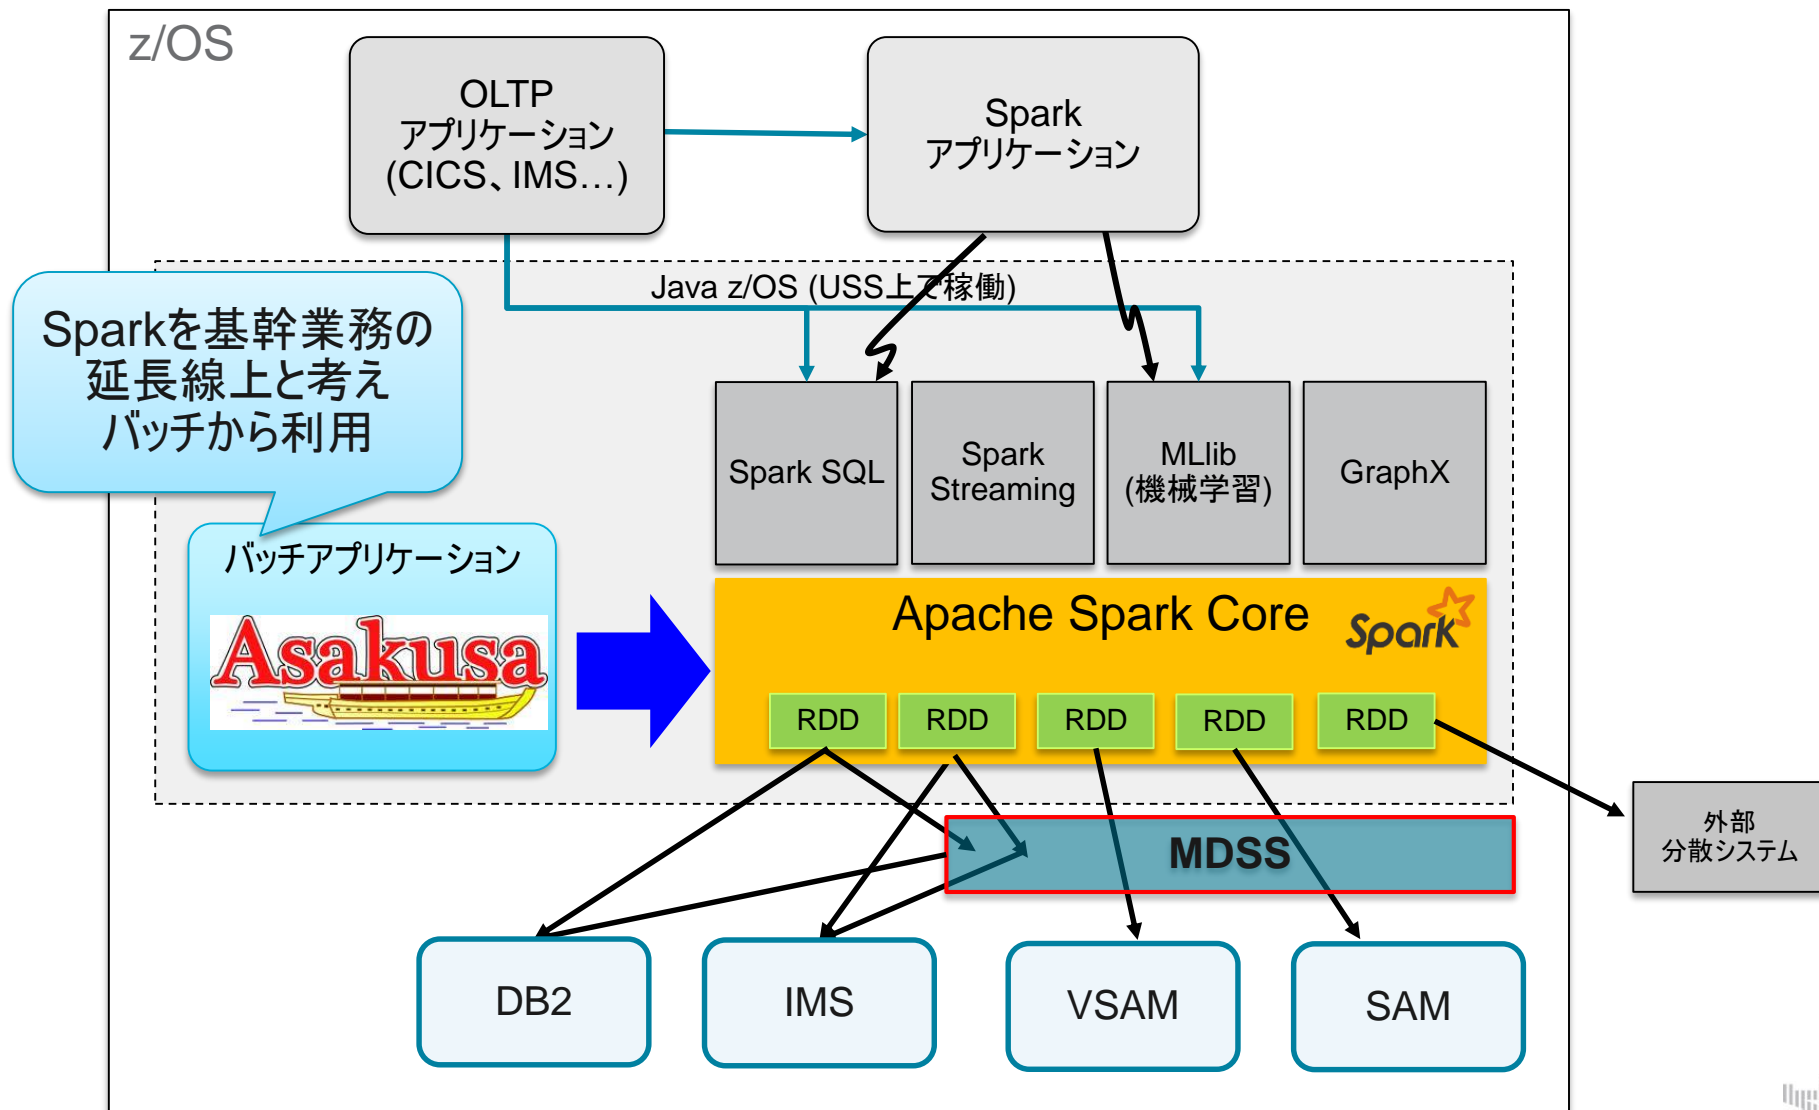 z/OS
OLTP
アプリケーション
(CICS、IMS…)
Spark
アプリケーション
Java z/OS (USS上で稼働)
Sparkを基幹業務の
延長線上と考え
バッチから利用
Spark SQL
Spark
Streaming
MLlib
(機械学習)
GraphX
バッチアプリケーション
Asakusa
Apache Spark Core
Spark
RDD
RDD
RDD
RDD
RDD
MDSS
外部
分散システム
DB2
IMS
VSAM
SAM